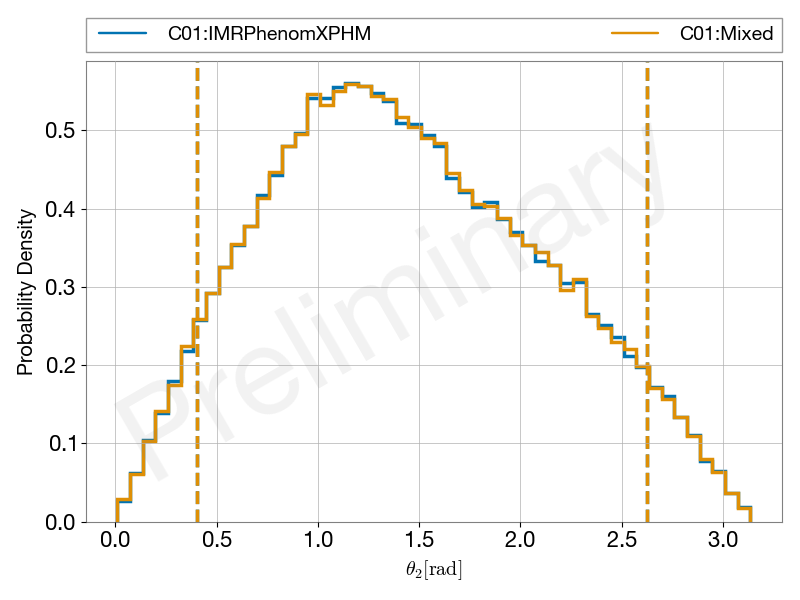 C01:IMRPhenomXPHM
C01:Mixed
Probability Density
0.5
0.4
0.3
0.2
0.1
0.0
Preliminary
0.0 0.5 1.0 1.5 2.0 2.5 3.0
θ₂[rad]